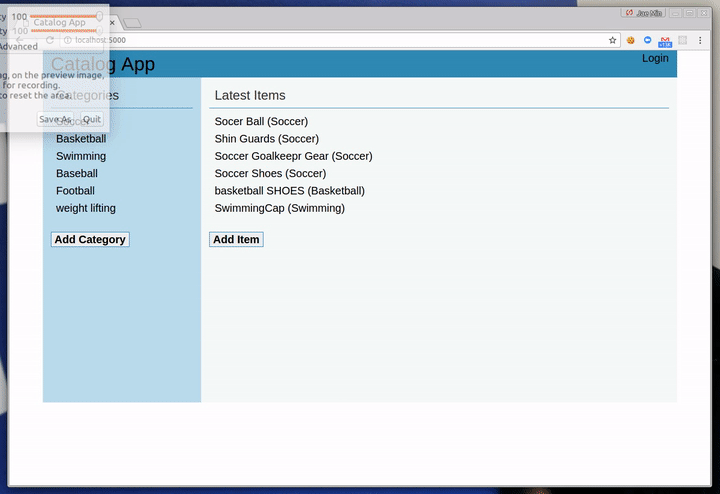 ty 100
Catalog App
Jae Min
ty 100
localhost:5000
Advanced
Catalog App
Login
g, on the preview image,
for recording.
to reset the area.
Categories
Latest Items
Save As
Quit
Soccer
Basketball
Swimming
Baseball
Football
weight lifting
Add Category
Socer Ball (Soccer)
Shin Guards (Soccer)
Soccer Goalkeepr Gear (Soccer)
Soccer Shoes (Soccer)
basketball SHOES (Basketball)
SwimmingCap (Swimming)
Add Item